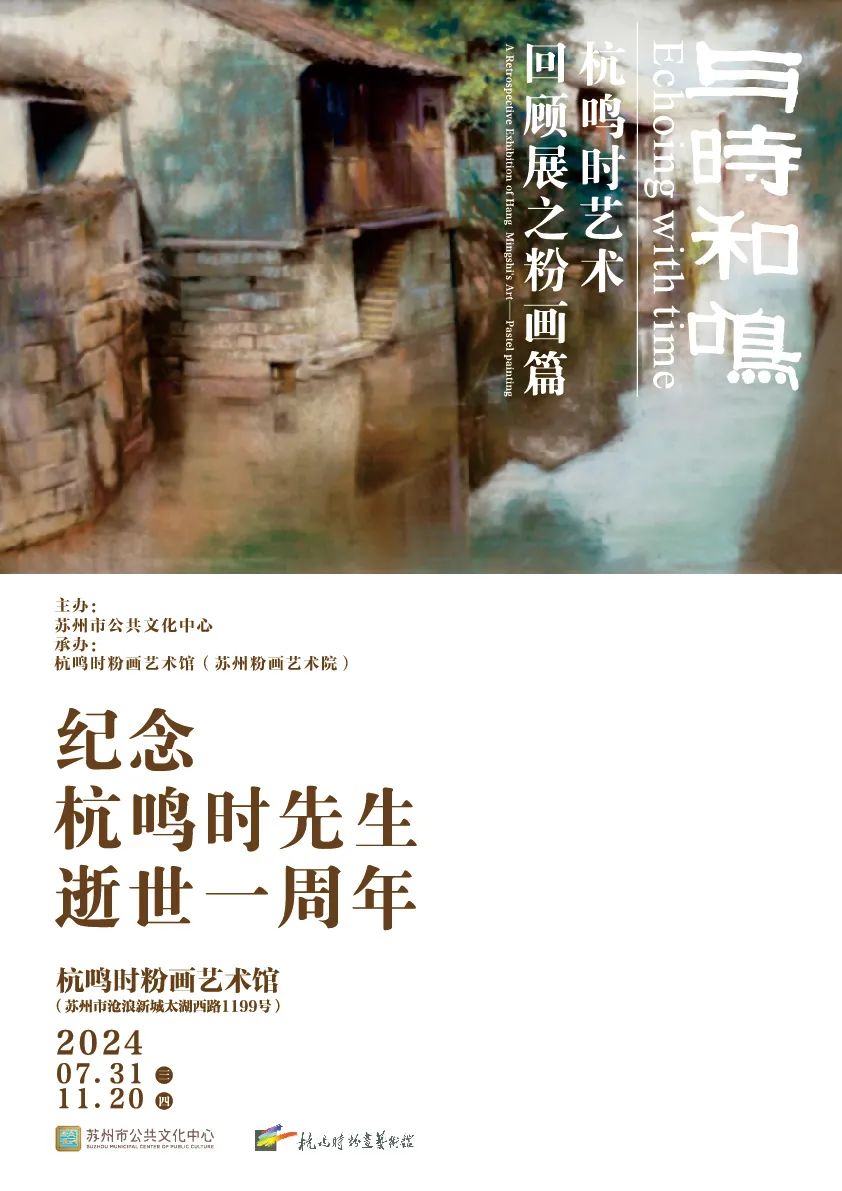 与時和鳴
Echoing with time
杭鸣时艺术
回顾展之粉画篇
A Retrospective Exhibition of Hang Mingshi's Art —Pastel painting
主办：
苏州市公共文化中心
承办：
杭鸣时粉画艺术馆（苏州粉画艺术院）
纪念
杭鸣时先生
逝世一周年
杭鸣时粉画艺术馆
（苏州市沧浪新城太湖西路1199号）
2024
07.31 三
11.20 四
苏州市公共文化中心
SUZHOU MUNICIPAL CENTER OF PUBLIC CULTURE
杭鸣时粉畫藝術館